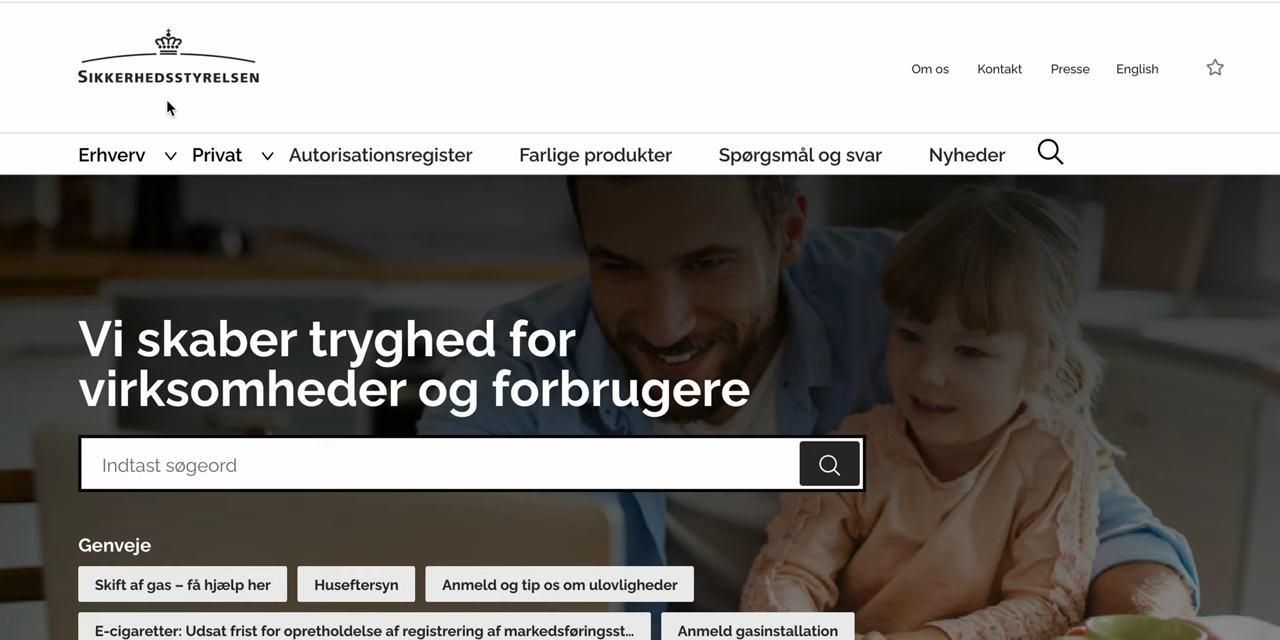 SIKKERHEDSSTYRELSEN
Om os Kontakt Presse English
Erhverv Privat Autorisationsregister Farlige produkter Spørgsmål og svar Nyheder
Vi skaber tryghed for
virksomheder og forbrugere
Indtast søgeord
Genveje
Skift af gas – få hjælp her Huseftersyn Anmeld og tip os om ulovligheder
E-cigaretter: Udsat frist for opretholdelse af registrering af markedsføringsst... Anmeld gasinstallation